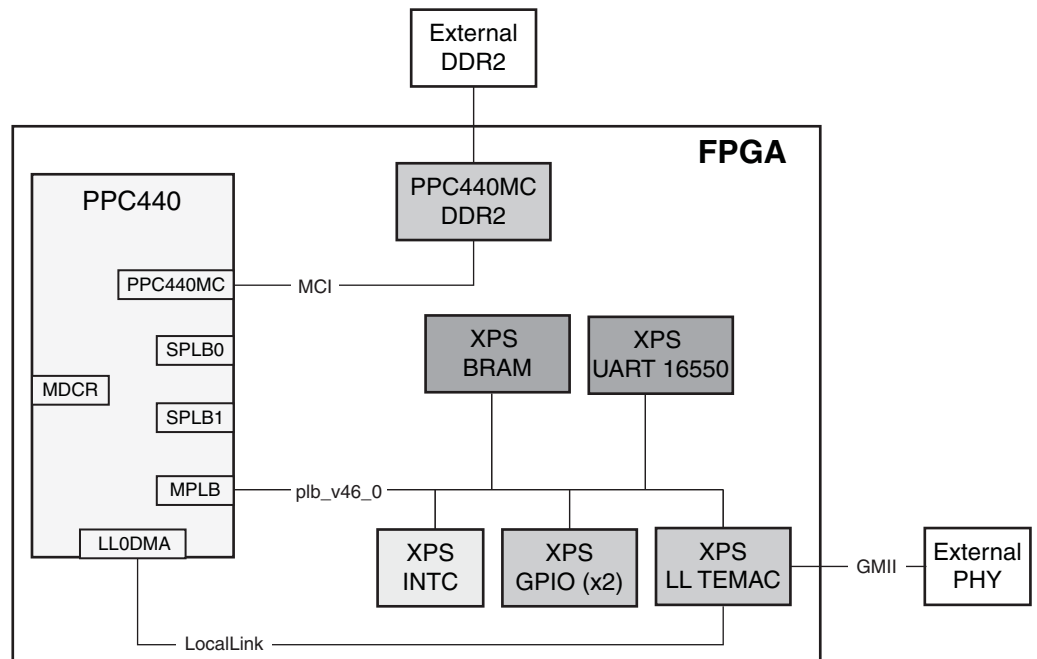 External
DDR2
FPGA
PPC440
PPC440MC
DDR2
PPC440MC
MCI
SPLB0
XPS
BRAM
XPS
UART 16550
MDCR
SPLB1
MPLB
plb_v46_0
LL0DMA
XPS
INTC
XPS
GPIO (x2)
XPS
LL TEMAC
GMII
External
PHY
LocalLink